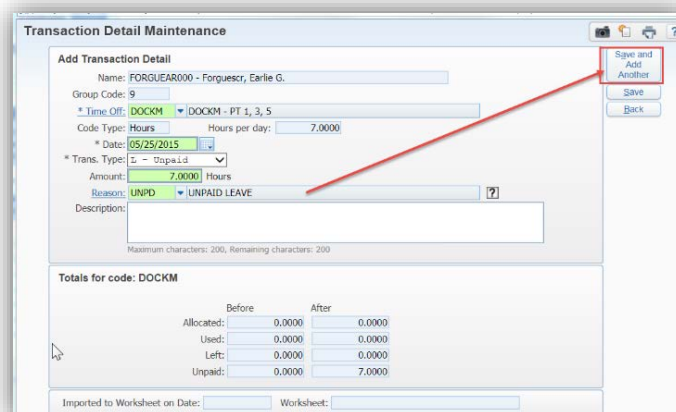 Transaction Detail Maintenance
Add Transaction Detail
Name: FORGUEAR000 - Forguescr, Earlie G.
Group Code: 9
* Time Off: DOCKM DOCKM - PT 1, 3, 5
Code Type: Hours Hours per day: 7.0000
* Date: 05/25/2015
* Trans. Type: L - Unpaid
Amount: 7.0000 Hours
Reason: UNPD UNPAID LEAVE ?
Description:
Maximum characters: 200, Remaining characters: 200
Save and
Add
Another
Save
Back
?
Totals for code: DOCKM
Before After
Allocated: 0.0000 0.0000
Used: 0.0000 0.0000
Left: 0.0000 0.0000
Unpaid: 0.0000 7.0000
Imported to Worksheet on Date: Worksheet: